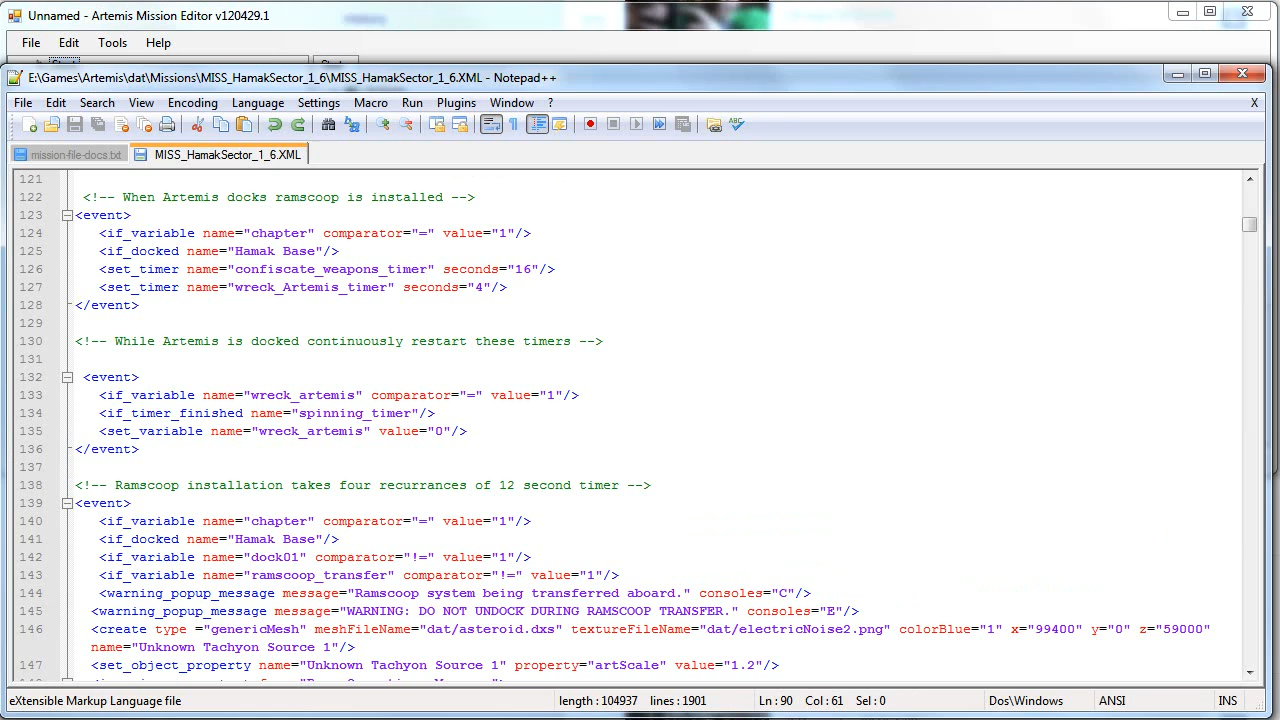 Unnamed - Artemis Mission Editor v120429.1
File Edit Tools Help
E:\Games\Artemis\dat\Missions\MISS_HamakSector_1_6\MISS_HamakSector_1_6.XML - Notepad++
File Edit Search View Encoding Language Settings Macro Run Plugins Window ? X
mission-file-docs.txt MISS_HamakSector_1_6.XML
121
122 <!-- When Artemis docks ramscoop is installed -->
123 <event>
124 <if_variable name="chapter" comparator="=" value="1"/>
125 <if_docked name="Hamak Base"/>
126 <set_timer name="confiscate_weapons_timer" seconds="16"/>
127 <set_timer name="wreck_Artemis_timer" seconds="4"/>
128 </event>
129
130 <!-- While Artemis is docked continuously restart these timers -->
131
132 <event>
133 <if_variable name="wreck_artemis" comparator="=" value="1"/>
134 <if_timer_finished name="spinning_timer"/>
135 <set_variable name="wreck_artemis" value="0"/>
136 </event>
137
138 <!-- Ramscoop installation takes four recurrances of 12 second timer -->
139 <event>
140 <if_variable name="chapter" comparator="=" value="1"/>
141 <if_docked name="Hamak Base"/>
142 <if_variable name="dock01" comparator="!=" value="1"/>
143 <if_variable name="ramscoop_transfer" comparator="!=" value="1"/>
144 <warning_popup_message message="Ramscoop system being transferred aboard." consoles="C"/>
145 <warning_popup_message message="WARNING: DO NOT UNDOCK DURING RAMSCOOP TRANSFER." consoles="E"/>
146 <create type ="genericMesh" meshFileName="dat/asteroid.dxs" textureFileName="dat/electricNoise2.png" colorBlue="1" x="99400" y="0" z="59000"
name="Unknown Tachyon Source 1"/>
147 <set_object_property name="Unknown Tachyon Source 1" property="artScale" value="1.2"/>
eXtensible Markup Language file length : 104937 lines : 1901 Ln : 90 Col : 61 Sel : 0 Dos\Windows ANSI INS